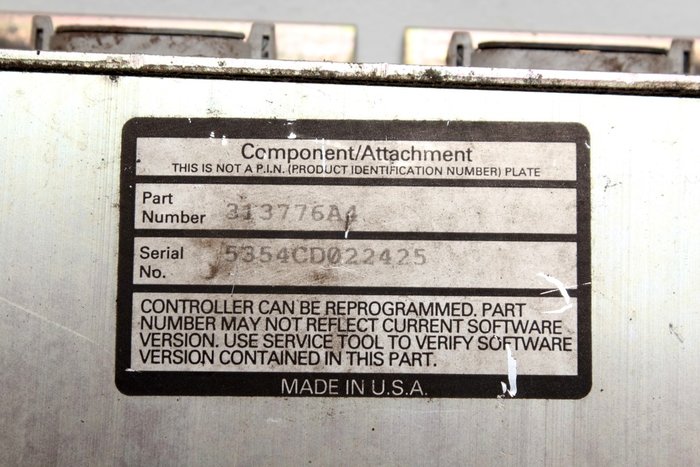 Component/Attachment
THIS IS NOT A P.I.N. (PRODUCT IDENTIFICATION NUMBER) PLATE
Part Number 313776A4
Serial No. 5354CD022425
CONTROLLER CAN BE REPROGRAMMED. PART
NUMBER MAY NOT REFLECT CURRENT SOFTWARE
VERSION. USE SERVICE TOOL TO VERIFY SOFTWARE
VERSION CONTAINED IN THIS PART.
MADE IN U.S.A.